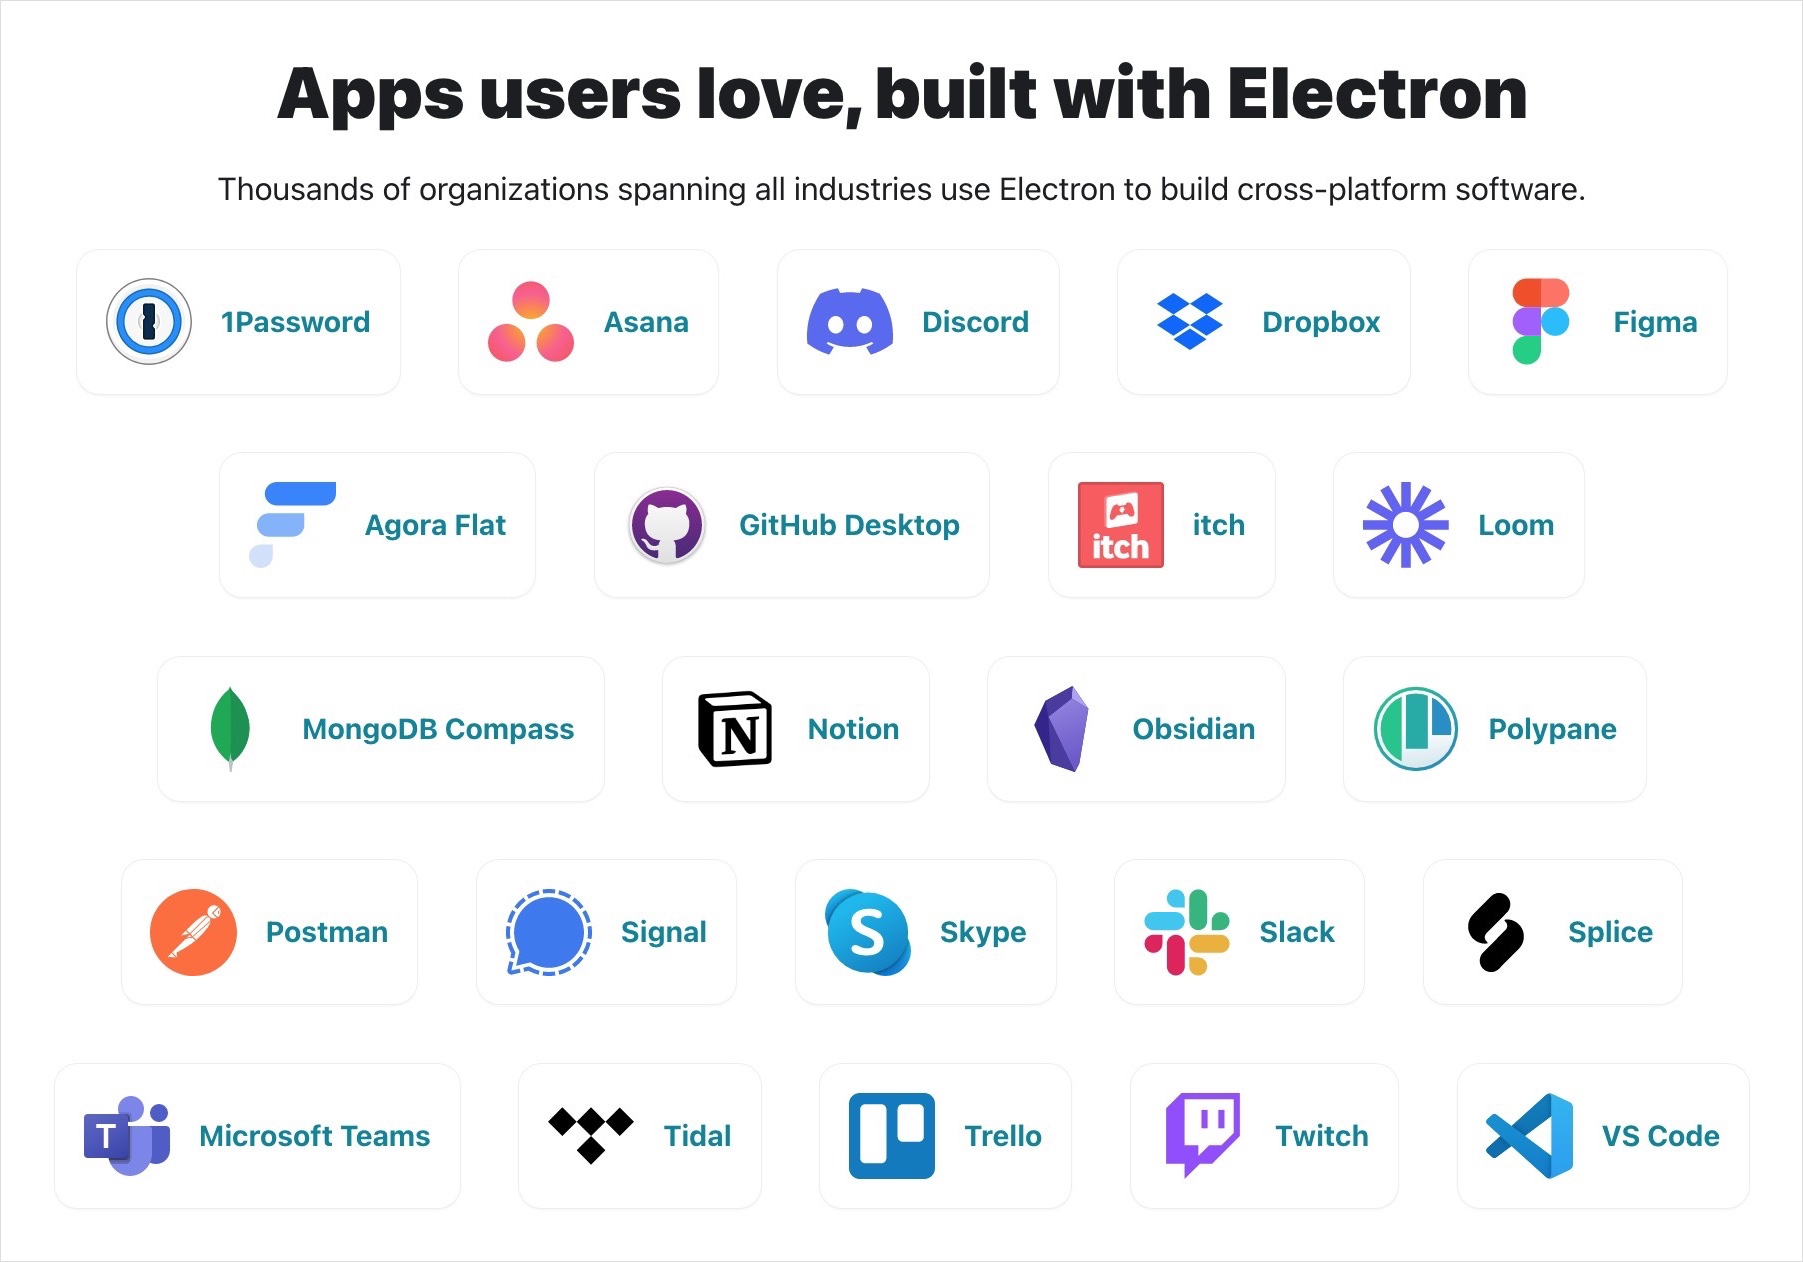 Apps users love, built with Electron
Thousands of organizations spanning all industries use Electron to build cross-platform software.
1Password
Asana
Discord
Dropbox
Figma
Agora Flat
GitHub Desktop
itch
itch
Loom
MongoDB Compass
N
Notion
Obsidian
Polypane
Postman
Signal
S
Skype
Slack
Splice
T
Microsoft Teams
Tidal
Trello
Twitch
VS Code